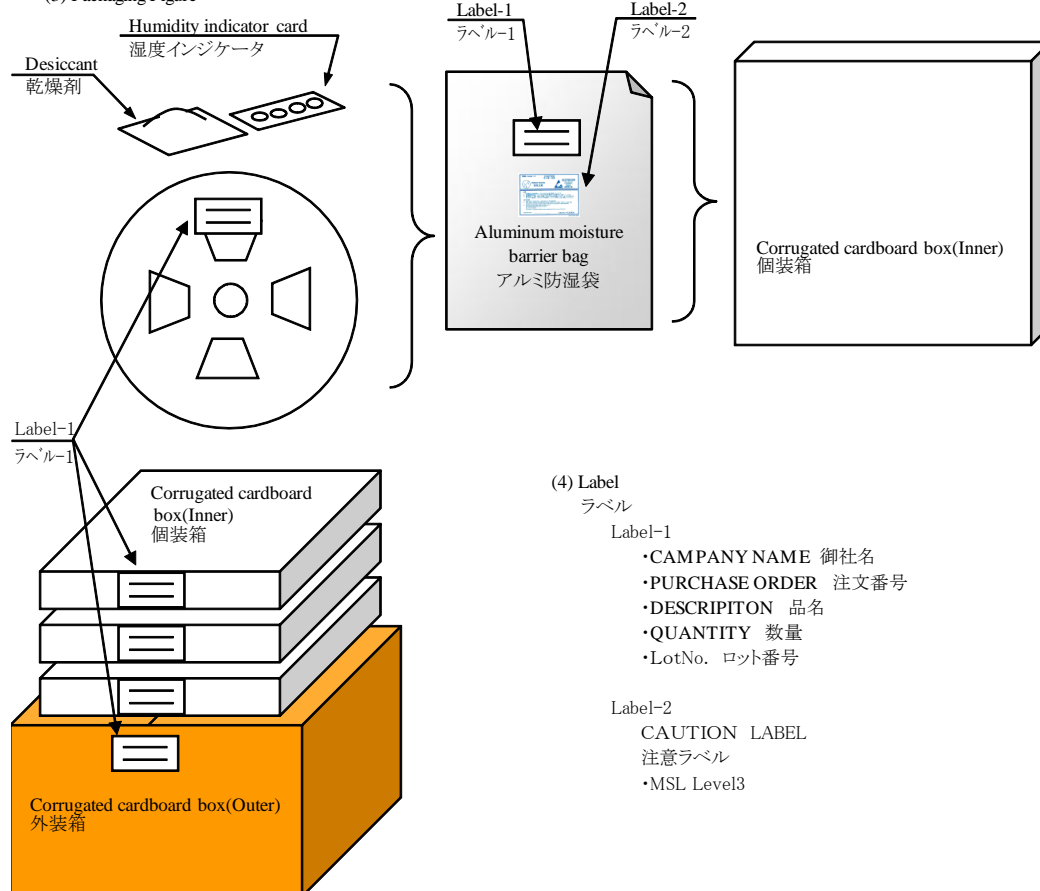 (3) Packaging Figure
Humidity indicator card
湿度インジケータ
Desiccant
乾燥剤
Label-1
ラベル-1
Label-2
ラベル-2
Aluminum moisture
barrier bag
アルミ防湿袋
Corrugated cardboard box(Inner)
個装箱
Label-1
ラベル-1
Corrugated cardboard
box(Inner)
個装箱
Corrugated cardboard box(Outer)
外装箱
(4) Label
ラベル
Label-1
・CAMPANY NAME 御社名
・PURCHASE ORDER 注文番号
・DESCRIPITON 品名
・QUANTITY 数量
・LotNo. ロット番号
Label-2
CAUTION LABEL
注意ラベル
・MSL Level3